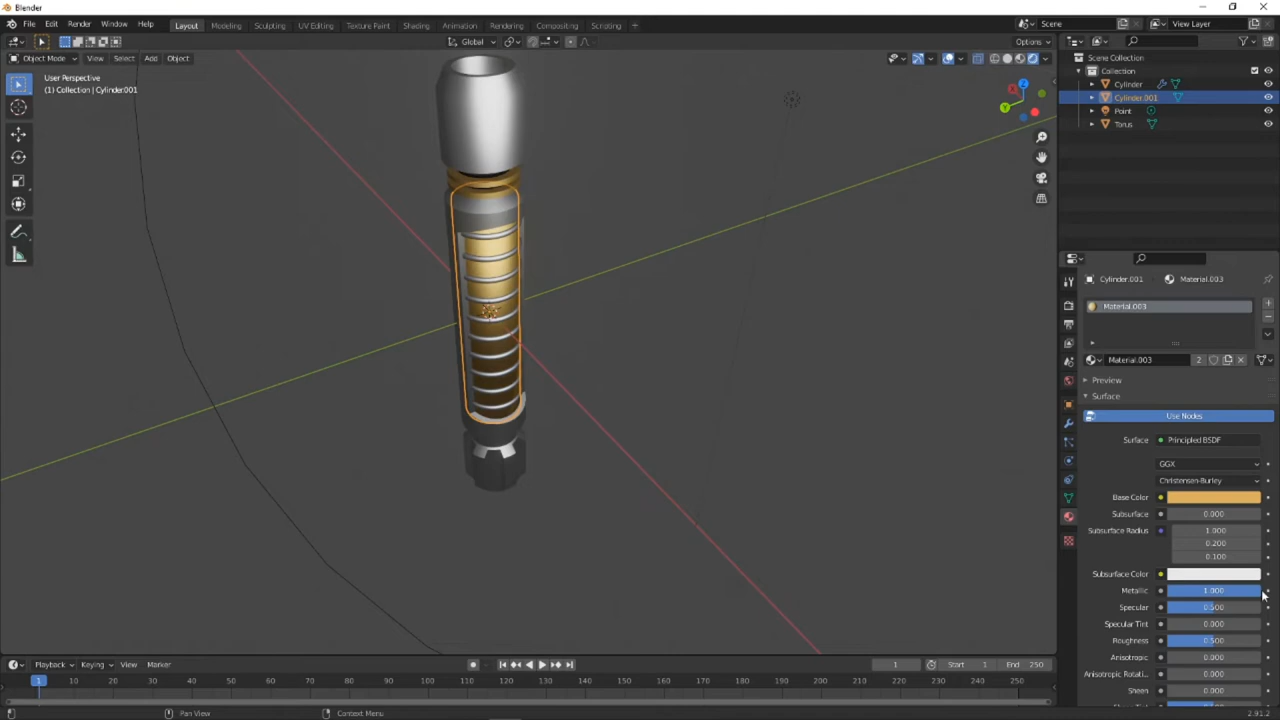 Blender
File Edit Render Window Help Layout Modeling Sculpting UV Editing Texture Paint Shading Animation Rendering Compositing Scripting + Scene View Layer
Global Options
Object Mode View Select Add Object
User Perspective
(1) Collection | Cylinder.001
Z
Y
Scene Collection
Collection
Cylinder
Cylinder.001
Point
Torus
Cylinder.001 Material.003
Material.003
Material.003 2
Preview
Surface
Use Nodes
Surface Principled BSDF
GGX
Christensen-Burley
Base Color
Subsurface 0.000
Subsurface Radius 1.000
0.200
0.100
Subsurface Color
Metallic 1.000
Specular 0.500
Specular Tint 0.000
Roughness 0.500
Anisotropic 0.000
Anisotropic Rotati... 0.000
Sheen 0.000
Playback Keying View Marker 1 Start 1 End 250
1 10 20 30 40 50 60 70 80 90 100 110 120 130 140 150 160 170 180 190 200 210 220 230 240 250
Pan View Context Menu 2.91.2